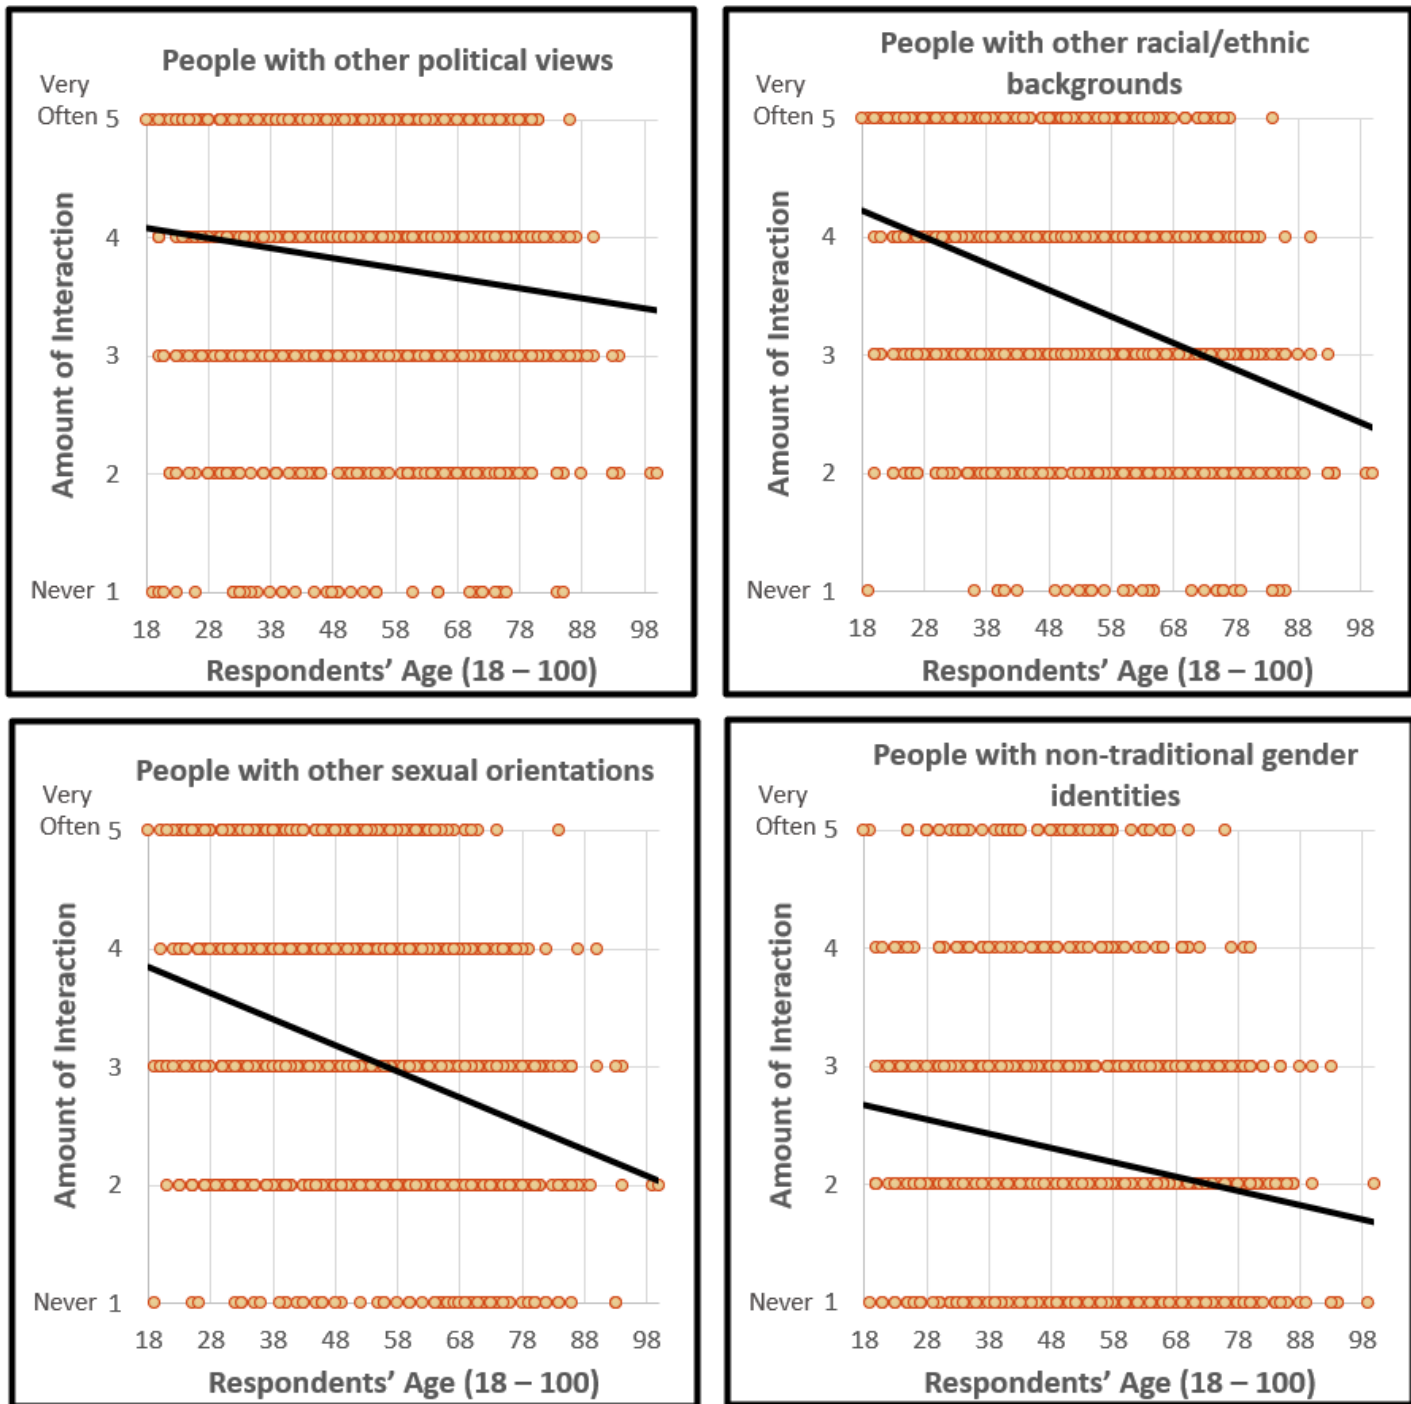 People with other political views
Very
Often 5
4
3
2
Never 1
Amount of Interaction
18 28 38 48 58 68 78 88 98
Respondents’ Age (18 – 100)
People with other racial/ethnic
backgrounds
Very
Often 5
4
3
2
Never 1
Amount of Interaction
18 28 38 48 58 68 78 88 98
Respondents’ Age (18 – 100)
People with other sexual orientations
Very
Often 5
4
3
2
Never 1
Amount of Interaction
18 28 38 48 58 68 78 88 98
Respondents’ Age (18 – 100)
People with non-traditional gender
identities
Very
Often 5
4
3
2
Never 1
Amount of Interaction
18 28 38 48 58 68 78 88 98
Respondents’ Age (18 – 100)